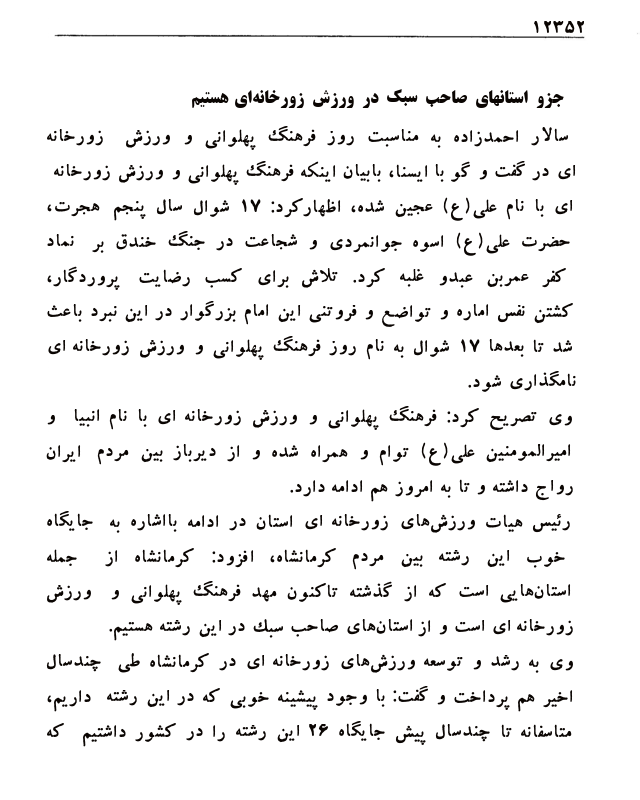 ۱۲۳۵۲
جزو استانهای صاحب سبک در ورزش زورخانه‌ای هستیم
سالار احمدزاده به مناسبت روز فرهنگ پهلوانی و ورزش زورخانه
ای در گفت و گو با ایسنا، بابیان اینکه فرهنگ پهلوانی و ورزش زورخانه
ای با نام علی(ع) عجین شده، اظهارکرد: ۱۷ شوال سال پنجم هجرت،
حضرت علی(ع) اسوه جوانمردی و شجاعت در جنگ خندق بر نماد
کفر عمربن عبدو غلبه کرد. تلاش برای کسب رضایت پروردگار،
کشتن نفس اماره و تواضع و فروتنی این امام بزرگوار در این نبرد باعث
شد تا بعدها ۱۷ شوال به نام روز فرهنگ پهلوانی و ورزش زورخانه ای
نامگذاری شود.
وی تصریح کرد: فرهنگ پهلوانی و ورزش زورخانه ای با نام انبیا و
امیرالمومنین علی(ع) توام و همراه شده و از دیرباز بین مردم ایران
رواج داشته و تا به امروز هم ادامه دارد.
رئیس هیات ورزش‌های زورخانه ای استان در ادامه بااشاره به جایگاه
خوب این رشته بین مردم کرمانشاه، افزود: کرمانشاه از جمله
استان‌هایی است که از گذشته تاکنون مهد فرهنگ پهلوانی و ورزش
زورخانه ای است و از استان‌های صاحب سبک در این رشته هستیم.
وی به رشد و توسعه ورزش‌های زورخانه ای در کرمانشاه طی چندسال
اخیر هم پرداخت و گفت: با وجود پیشینه خوبی که در این رشته داریم،
متاسفانه تا چندسال پیش جایگاه ۲۶ این رشته را در کشور داشتیم که